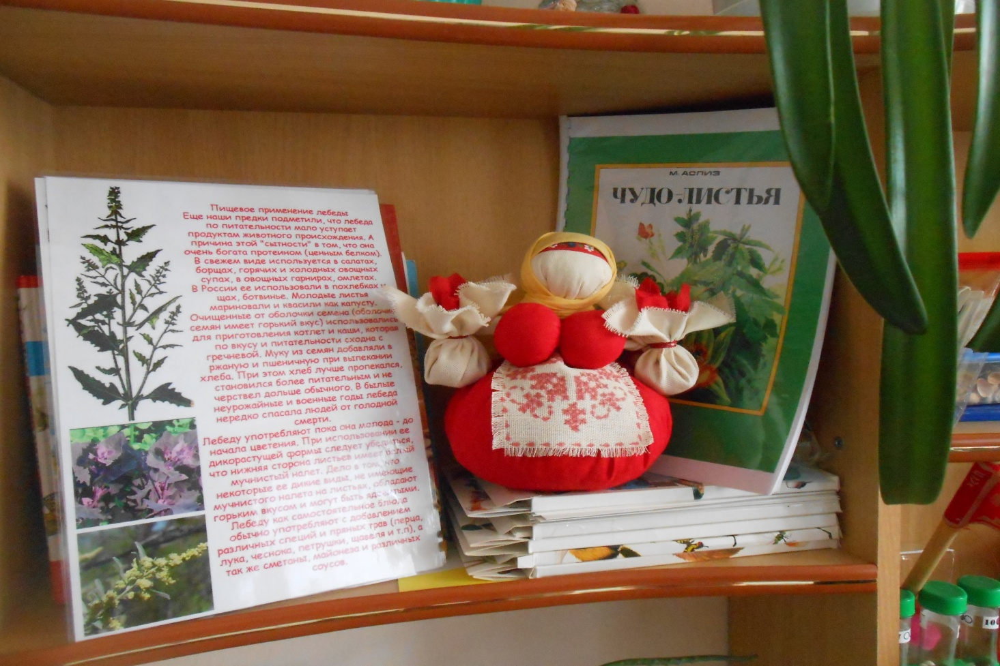 Пищевое применение лебеды
Еще наши предки подметили, что лебеда
по питательности мало уступает
продуктам животного происхождения. А
причина этой "сытности" в том, что она
очень богата протеином (ценным белком).
В свежем виде используется в салатах,
борщах, горячих и холодных овощных
супах, в овощных гарнирах, омлетах.
В России ее использовали в похлебках
щах, ботвинье. Молодые листья
мариновали и квасили как капусту.
Очищенные от оболочки семена (оболочка
семян имеет горький вкус) использовались
для приготовления котлет и каши, которая
по вкусу и питательности сходна с
гречневой. Муку из семян добавляли в
ржаную и пшеничную при выпекании
хлеба. При этом хлеб лучше пропекался,
становился более питательным и не
черствел дольше обычного. В былые
неурожайные и военные годы лебеда
нередко спасала людей от голодной
смерти.
Лебеду употребляют пока она молода - до
начала цветения. При использовании ее
дикорастущей формы следует убедиться,
что нижняя сторона листьев имеет белый
мучнистый налет. Дело в том, что
некоторые ее дикие виды, не имеющие
мучнистого налета на листьях, обладают
горьким вкусом и могут быть ядовитыми.
Лебеду как самостоятельное блюдо
обычно употребляют с добавлением
различных специй и пряных трав (перца,
лука, чеснока, петрушки, щавеля и т.п), а
так же сметаны, майонеза и различных
соусов.
М. АСПИЗ
ЧУДО-ЛИСТЬЯ